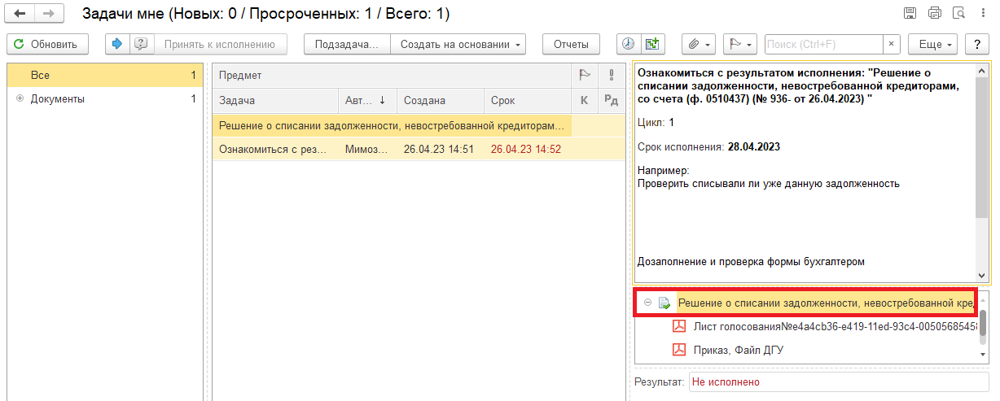 Задачи мне (Новых: 0 / Просроченных: 1 / Всего: 1)
Обновить Принять к исполнению Подзадача... Создать на основании Отчеты Поиск (Ctrl+F) × Еще ?
Все 1
Документы 1
Предмет
Задача Авт... ↓ Создана Срок К Рд
Решение о списании задолженности, невостребованной кредиторам...
Ознакомиться с рез... Мимоз... 26.04.23 14:51 26.04.23 14:52
Ознакомиться с результатом исполнения: "Решение о
списании задолженности, невостребованной кредиторами,
со счета (ф. 0510437) (№ 936- от 26.04.2023) "
Цикл: 1
Срок исполнения: 28.04.2023
Например:
Проверить списывали ли уже данную задолженность
Дозаполнение и проверка формы бухгалтером
Решение о списании задолженности, невостребованной кре
Лист голосования№e4a4cb36-e419-11ed-93c4-0050568545
Приказ, Файл ДГУ
Результат: Не исполнено